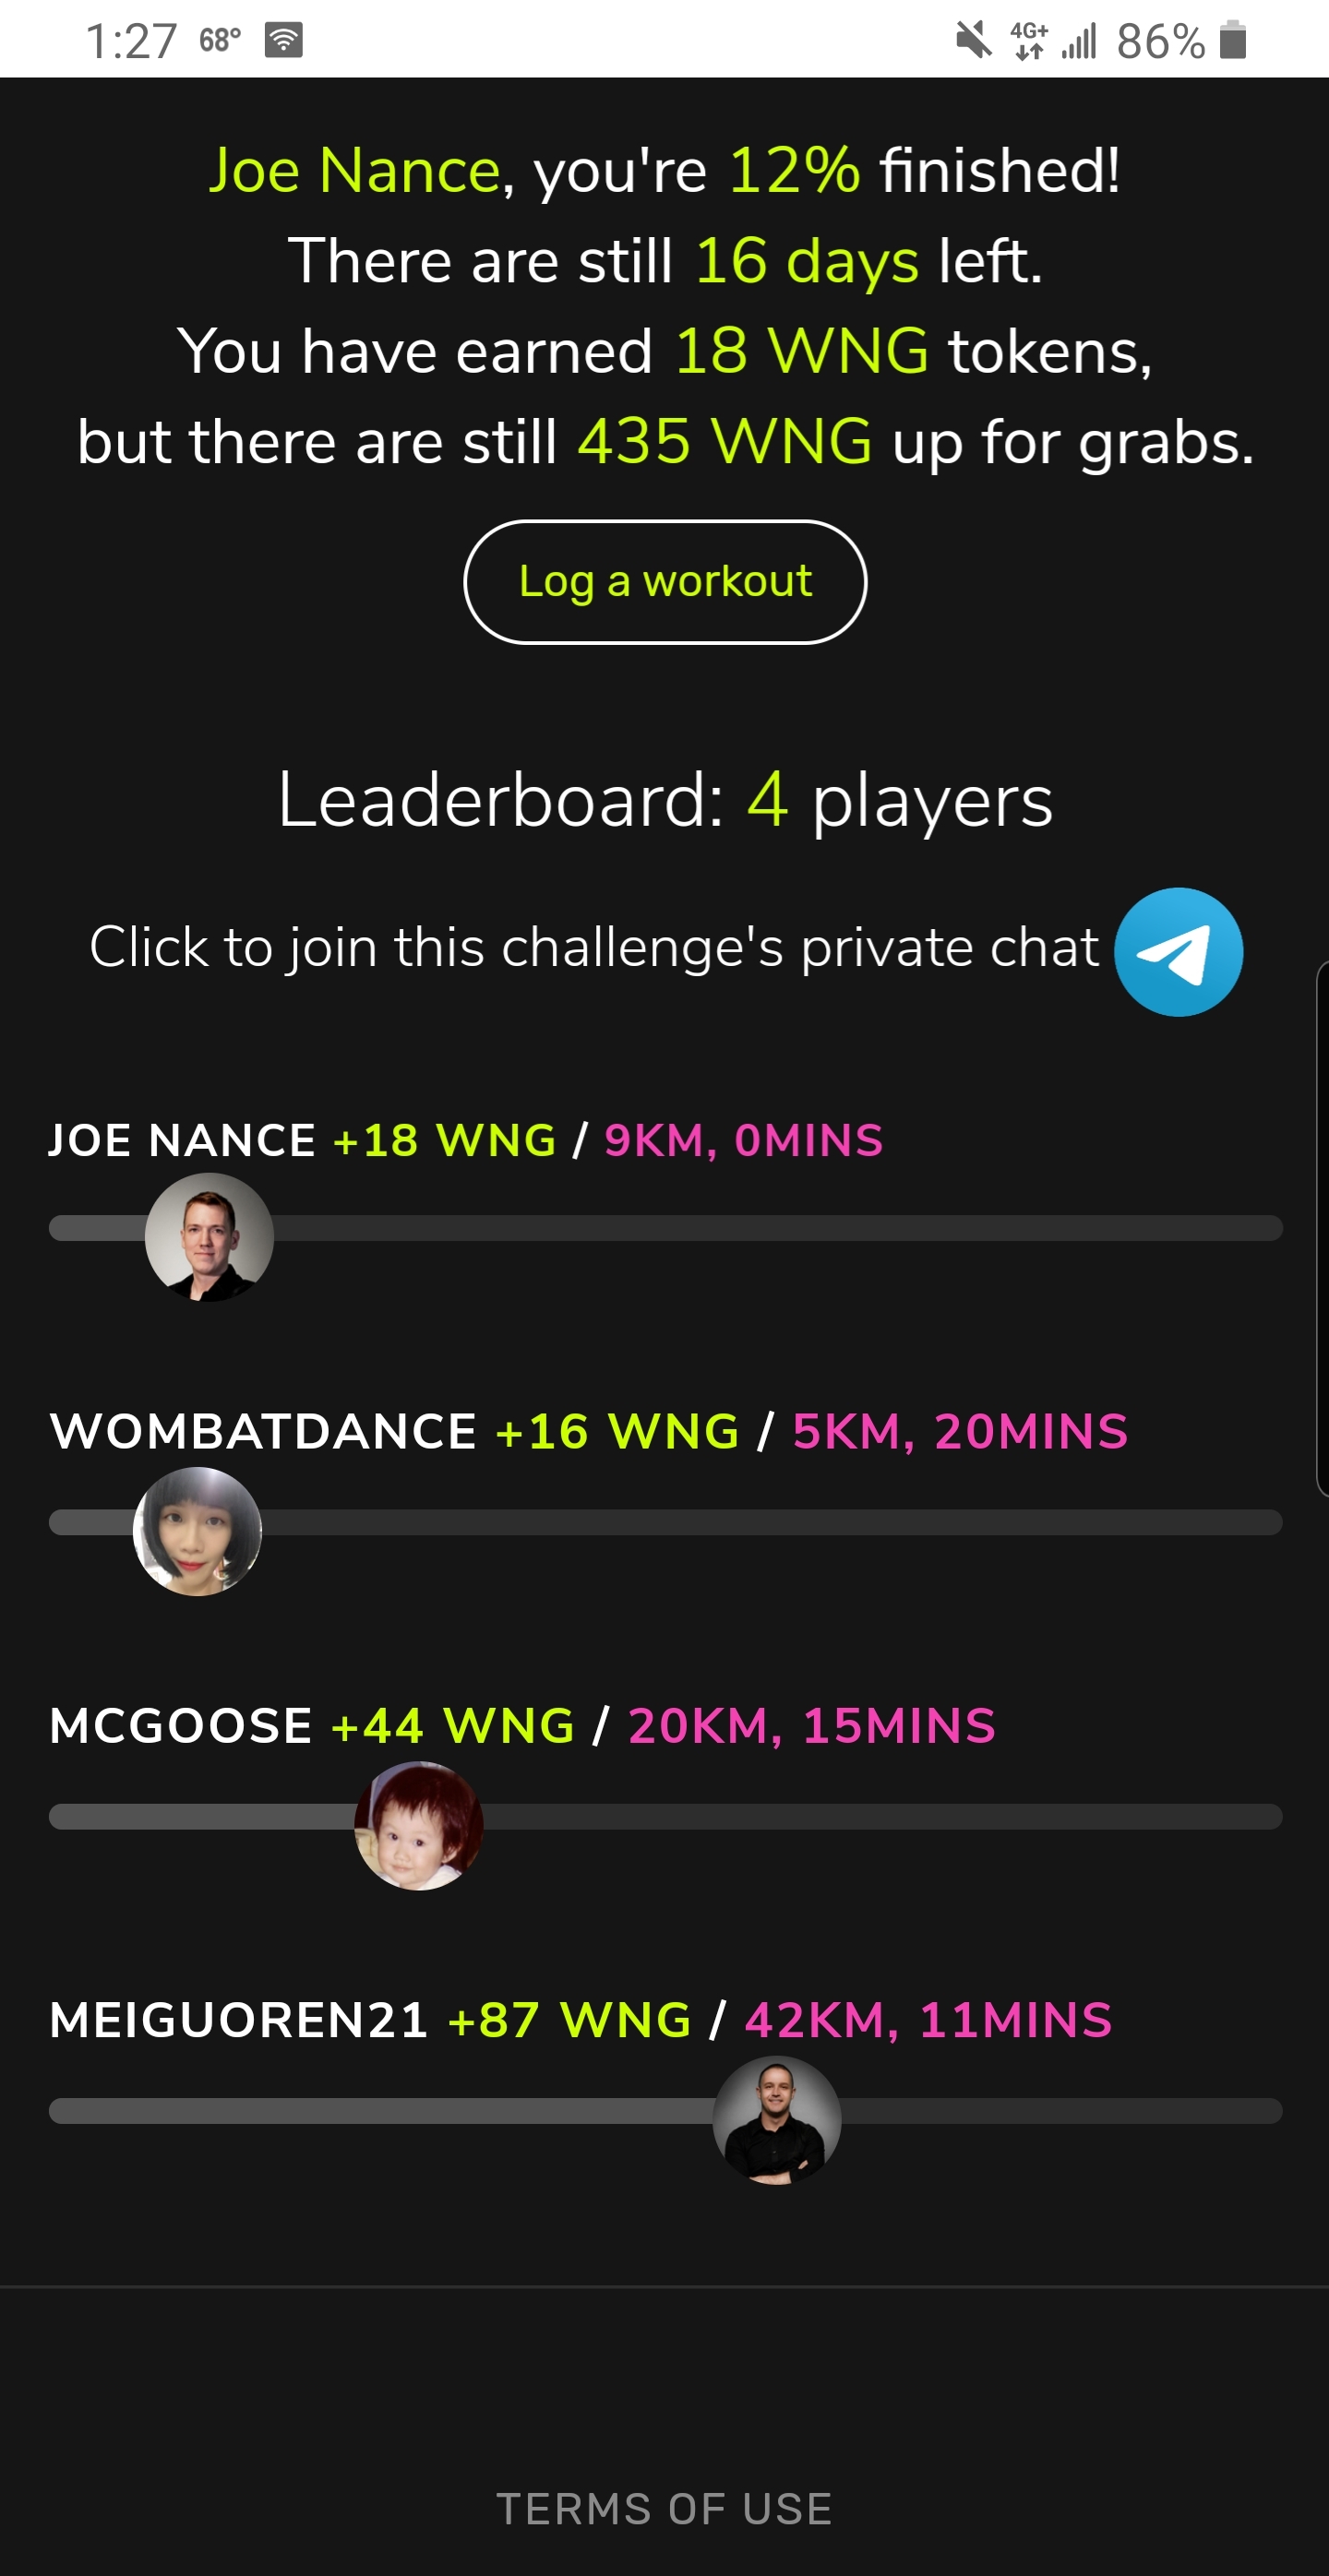 1:27 68° 4G+ 86%
Joe Nance, you're 12% finished!
There are still 16 days left.
You have earned 18 WNG tokens,
but there are still 435 WNG up for grabs.
Log a workout
Leaderboard: 4 players
Click to join this challenge's private chat
JOE NANCE +18 WNG / 9KM, 0MINS
WOMBATDANCE +16 WNG / 5KM, 20MINS
MCGOOSE +44 WNG / 20KM, 15MINS
MEIGUOREN21 +87 WNG / 42KM, 11MINS
TERMS OF USE